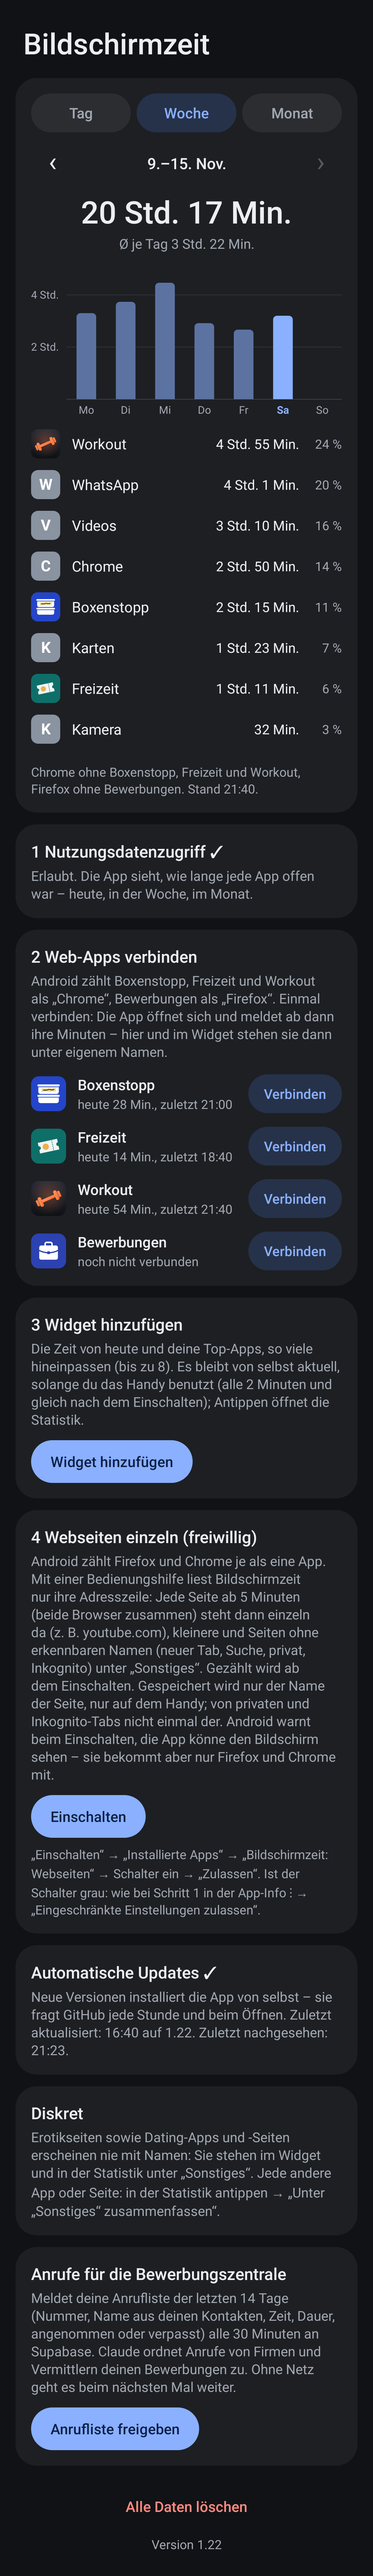 Bildschirmzeit
Tag Woche Monat
‹ 9.–15. Nov. ›
20 Std. 17 Min.
Ø je Tag 3 Std. 22 Min.
4 Std.
2 Std.
Mo Di Mi Do Fr Sa So
Workout 4 Std. 55 Min. 24 %
W WhatsApp 4 Std. 1 Min. 20 %
V Videos 3 Std. 10 Min. 16 %
C Chrome 2 Std. 50 Min. 14 %
Boxenstopp 2 Std. 15 Min. 11 %
K Karten 1 Std. 23 Min. 7 %
Freizeit 1 Std. 11 Min. 6 %
K Kamera 32 Min. 3 %
Chrome ohne Boxenstopp, Freizeit und Workout,
Firefox ohne Bewerbungen. Stand 21:40.
1 Nutzungsdatenzugriff ✓
Erlaubt. Die App sieht, wie lange jede App offen
war – heute, in der Woche, im Monat.
2 Web-Apps verbinden
Android zählt Boxenstopp, Freizeit und Workout
als „Chrome“, Bewerbungen als „Firefox“. Einmal
verbinden: Die App öffnet sich und meldet ab dann
ihre Minuten – hier und im Widget stehen sie dann
unter eigenem Namen.
Boxenstopp
heute 28 Min., zuletzt 21:00
Verbinden
Freizeit
heute 14 Min., zuletzt 18:40
Verbinden
Workout
heute 54 Min., zuletzt 21:40
Verbinden
Bewerbungen
noch nicht verbunden
Verbinden
3 Widget hinzufügen
Die Zeit von heute und deine Top-Apps, so viele
hineinpassen (bis zu 8). Es bleibt von selbst aktuell,
solange du das Handy benutzt (alle 2 Minuten und
gleich nach dem Einschalten); Antippen öffnet die
Statistik.
Widget hinzufügen
4 Webseiten einzeln (freiwillig)
Android zählt Firefox und Chrome je als eine App.
Mit einer Bedienungshilfe liest Bildschirmzeit
nur ihre Adresszeile: Jede Seite ab 5 Minuten
(beide Browser zusammen) steht dann einzeln
da (z. B. youtube.com), kleinere und Seiten ohne
erkennbaren Namen (neuer Tab, Suche, privat,
Inkognito) unter „Sonstiges“. Gezählt wird ab
dem Einschalten. Gespeichert wird nur der Name
der Seite, nur auf dem Handy; von privaten und
Inkognito-Tabs nicht einmal der. Android warnt
beim Einschalten, die App könne den Bildschirm
sehen – sie bekommt aber nur Firefox und Chrome
mit.
Einschalten
„Einschalten“ → „Installierte Apps“ → „Bildschirmzeit:
Webseiten“ → Schalter ein → „Zulassen“. Ist der
Schalter grau: wie bei Schritt 1 in der App-Info ⋮ →
„Eingeschränkte Einstellungen zulassen“.
Automatische Updates ✓
Neue Versionen installiert die App von selbst – sie
fragt GitHub jede Stunde und beim Öffnen. Zuletzt
aktualisiert: 16:40 auf 1.22. Zuletzt nachgesehen:
21:23.
Diskret
Erotikseiten sowie Dating-Apps und -Seiten
erscheinen nie mit Namen: Sie stehen im Widget
und in der Statistik unter „Sonstiges“. Jede andere
App oder Seite: in der Statistik antippen → „Unter
„Sonstiges“ zusammenfassen“.
Anrufe für die Bewerbungszentrale
Meldet deine Anrufliste der letzten 14 Tage
(Nummer, Name aus deinen Kontakten, Zeit, Dauer,
angenommen oder verpasst) alle 30 Minuten an
Supabase. Claude ordnet Anrufe von Firmen und
Vermittlern deinen Bewerbungen zu. Ohne Netz
geht es beim nächsten Mal weiter.
Anrufliste freigeben
Alle Daten löschen
Version 1.22